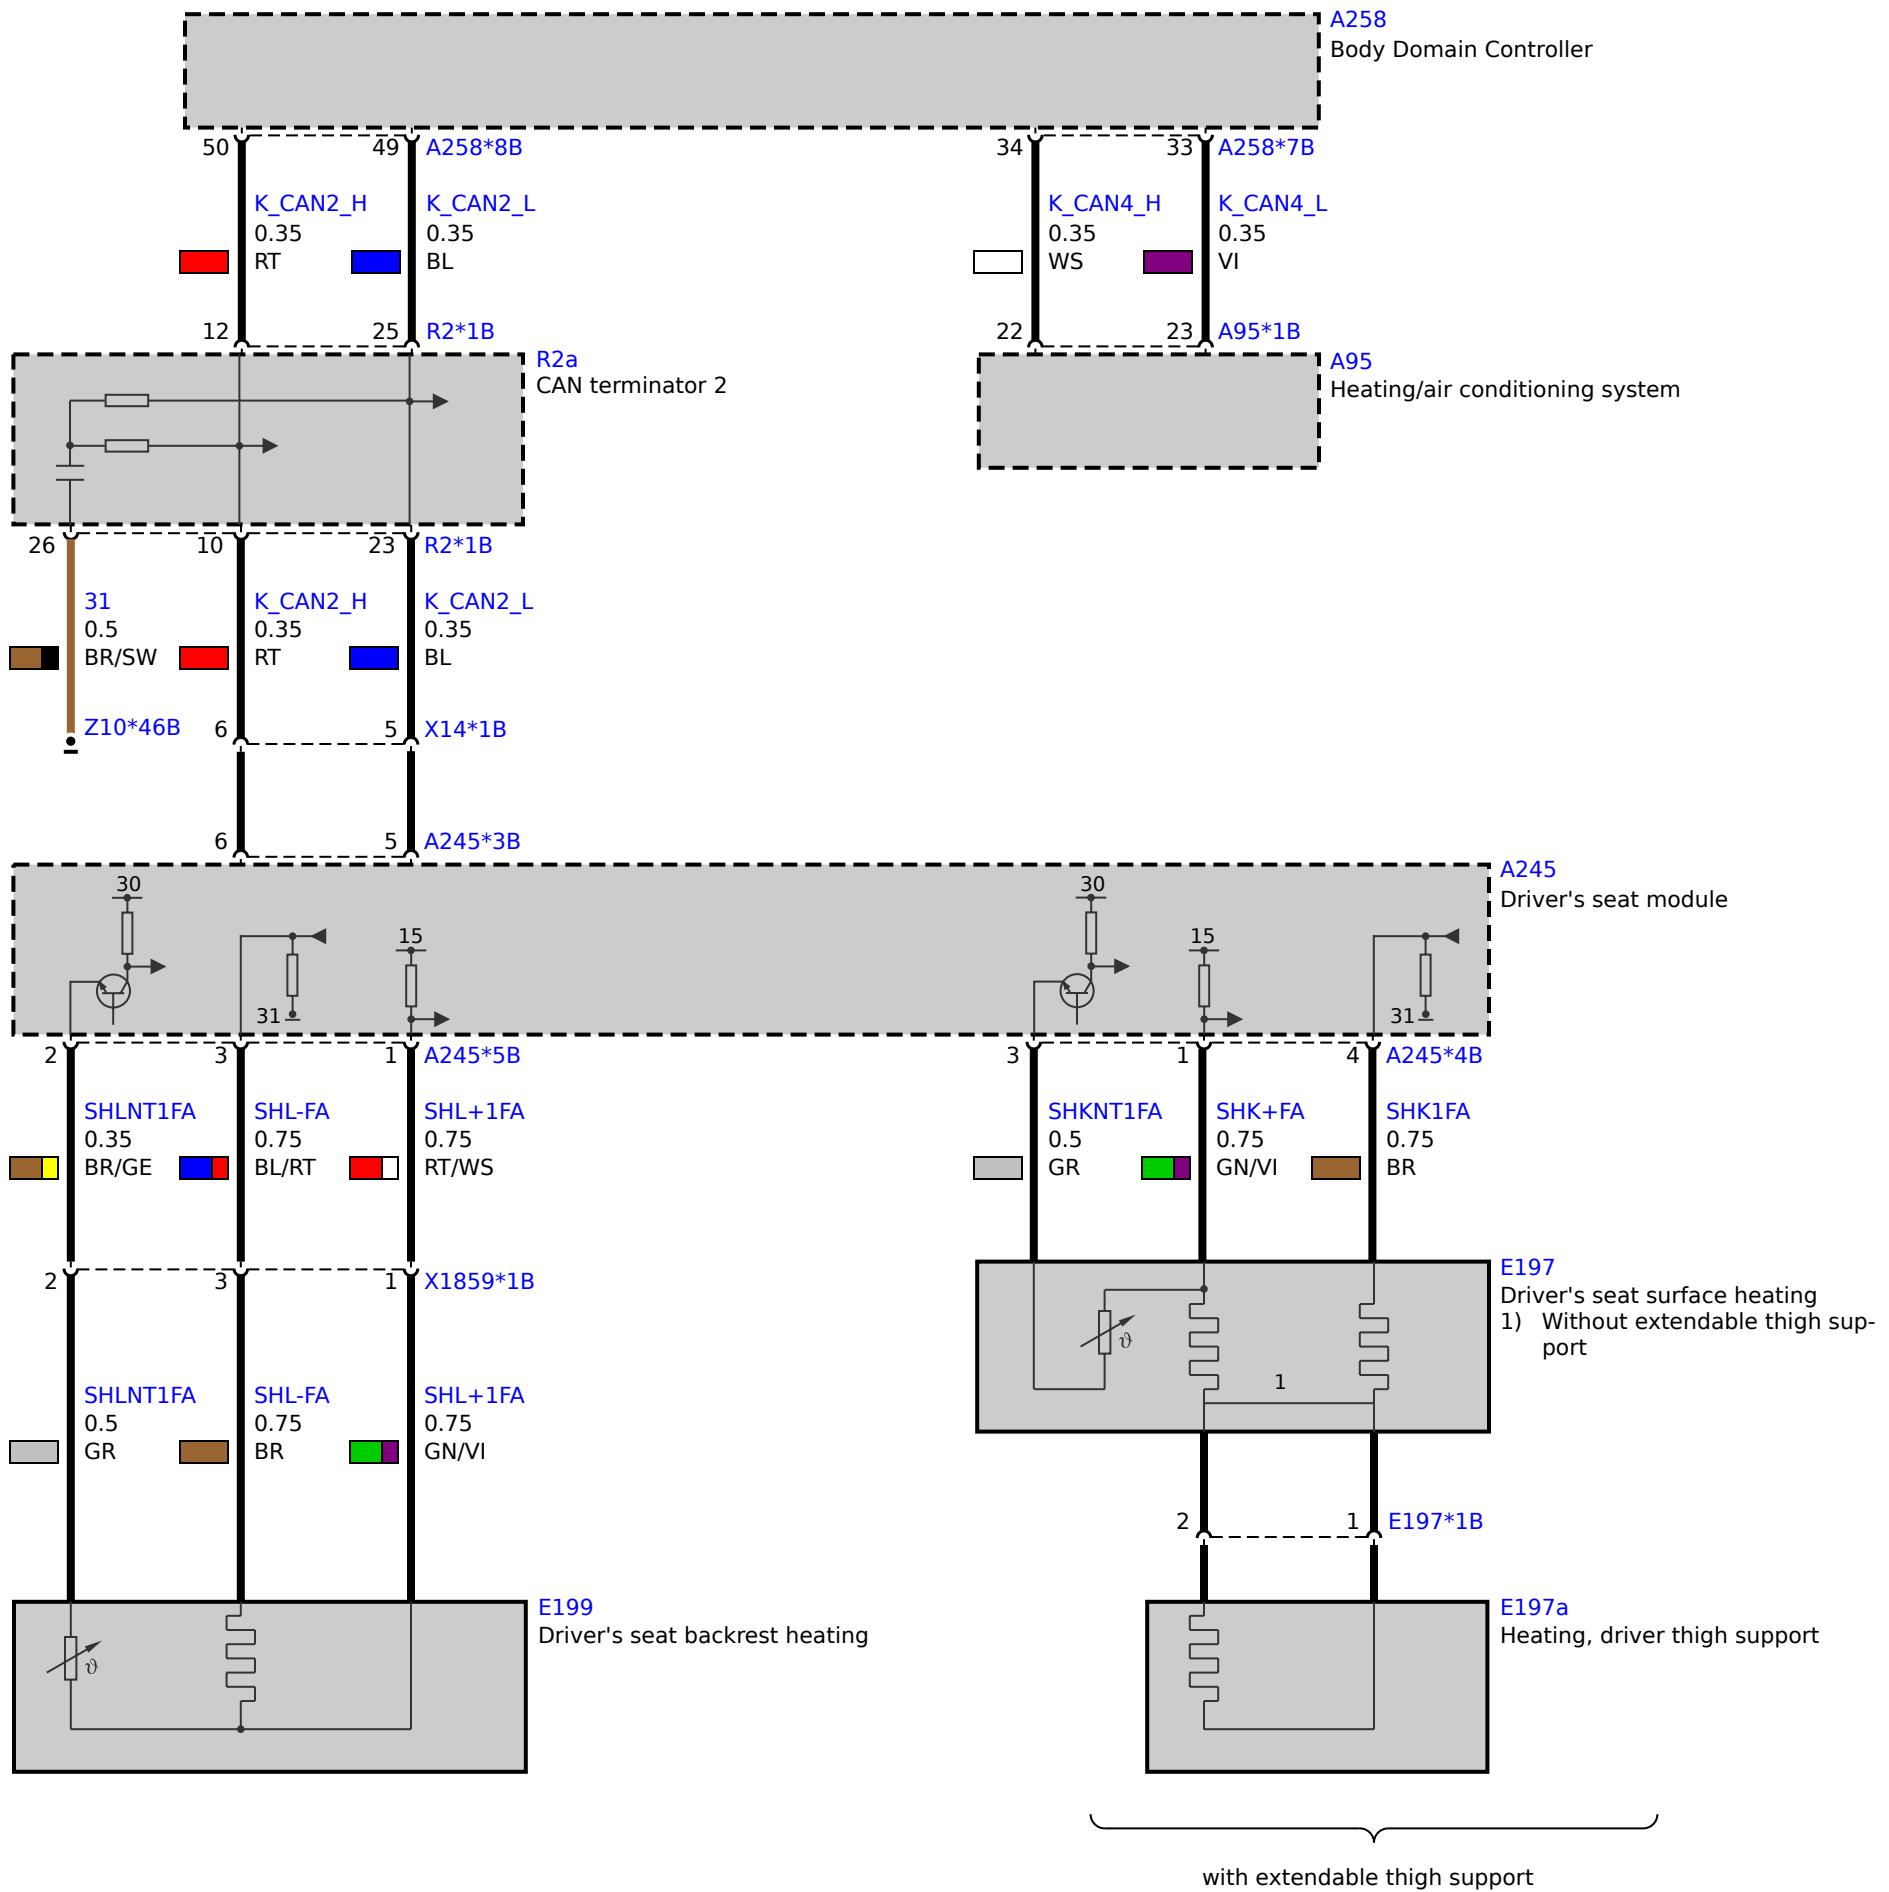 A258
Body Domain Controller
50 49 A258*8B 34 33 A258*7B
K_CAN2_H K_CAN2_L K_CAN4_H K_CAN4_L
0.35 0.35 0.35 0.35
RT BL WS VI
12 25 R2*1B 22 23 A95*1B
R2a
CAN terminator 2
A95
Heating/air conditioning system
26 10 23 R2*1B
31 K_CAN2_H K_CAN2_L
0.5 0.35 0.35
BR/SW RT BL
Z10*46B 6 5 X14*1B
6 5 A245*3B
A245
Driver's seat module
30 30
15 15
31 31
2 3 1 A245*5B 3 1 4 A245*4B
SHLNT1FA SHL-FA SHL+1FA SHKNT1FA SHK+FA SHK1FA
0.35 0.75 0.75 0.5 0.75 0.75
BR/GE BL/RT RT/WS GR GN/VI BR
2 3 1 X1859*1B
E197
Driver's seat surface heating
1) Without extendable thigh sup-
port
ϑ
1
SHLNT1FA SHL-FA SHL+1FA
0.5 0.75 0.75
GR BR GN/VI
2 1 E197*1B
E199
Driver's seat backrest heating
ϑ
E197a
Heating, driver thigh support
with extendable thigh support